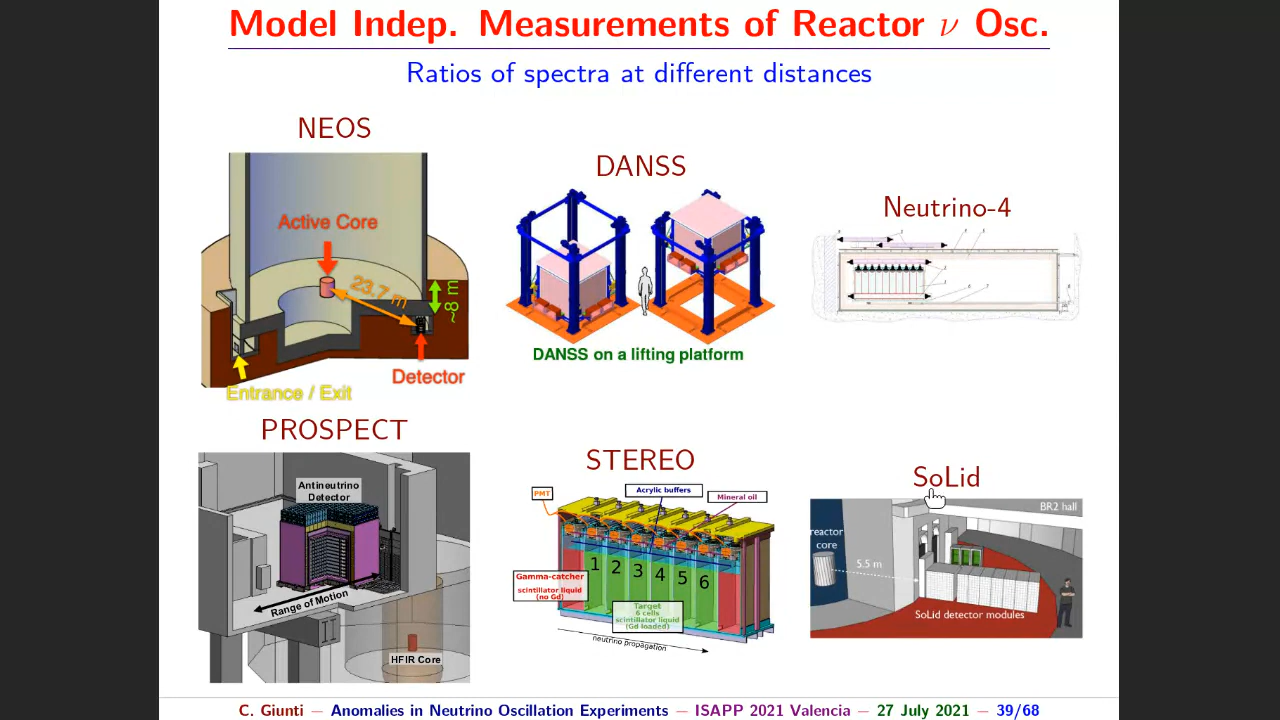 Model Indep. Measurements of Reactor ν Osc.
Ratios of spectra at different distances
NEOS
Active Core
23.7 m
~8 m
Detector
Entrance / Exit
DANSS
DANSS on a lifting platform
Neutrino-4
PROSPECT
Antineutrino
Detector
Range of Motion
HFIR Core
STEREO
PMT
Acrylic buffers
Mineral oil
1 2 3 4 5 6
Gamma-catcher
scintillator liquid
(no Gd)
Target
6 cells
scintillator liquid
(Gd loaded)
neutrino propagation
SoLid
BR2 hall
reactor
core
5.5 m
SoLid detector modules
C. Giunti − Anomalies in Neutrino Oscillation Experiments − ISAPP 2021 Valencia − 27 July 2021 − 39/68